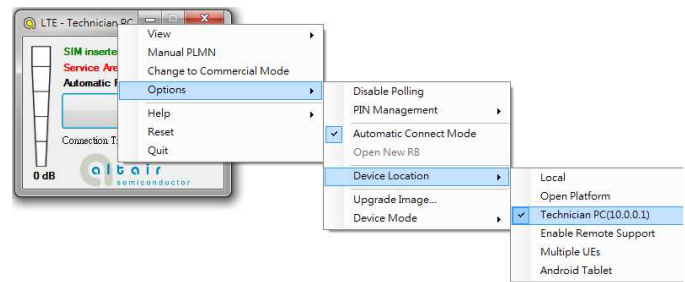 LTE - Technician PC
SIM inserte
Service Are
Automatic
Connection T
0 dB
altair
semiconductor
View
Manual PLMN
Change to Commercial Mode
Options
Help
Reset
Quit
Disable Polling
PIN Management
Automatic Connect Mode
Open New RB
Device Location
Upgrade Image...
Device Mode
Local
Open Platform
Technician PC(10.0.0.1)
Enable Remote Support
Multiple UEs
Android Tablet